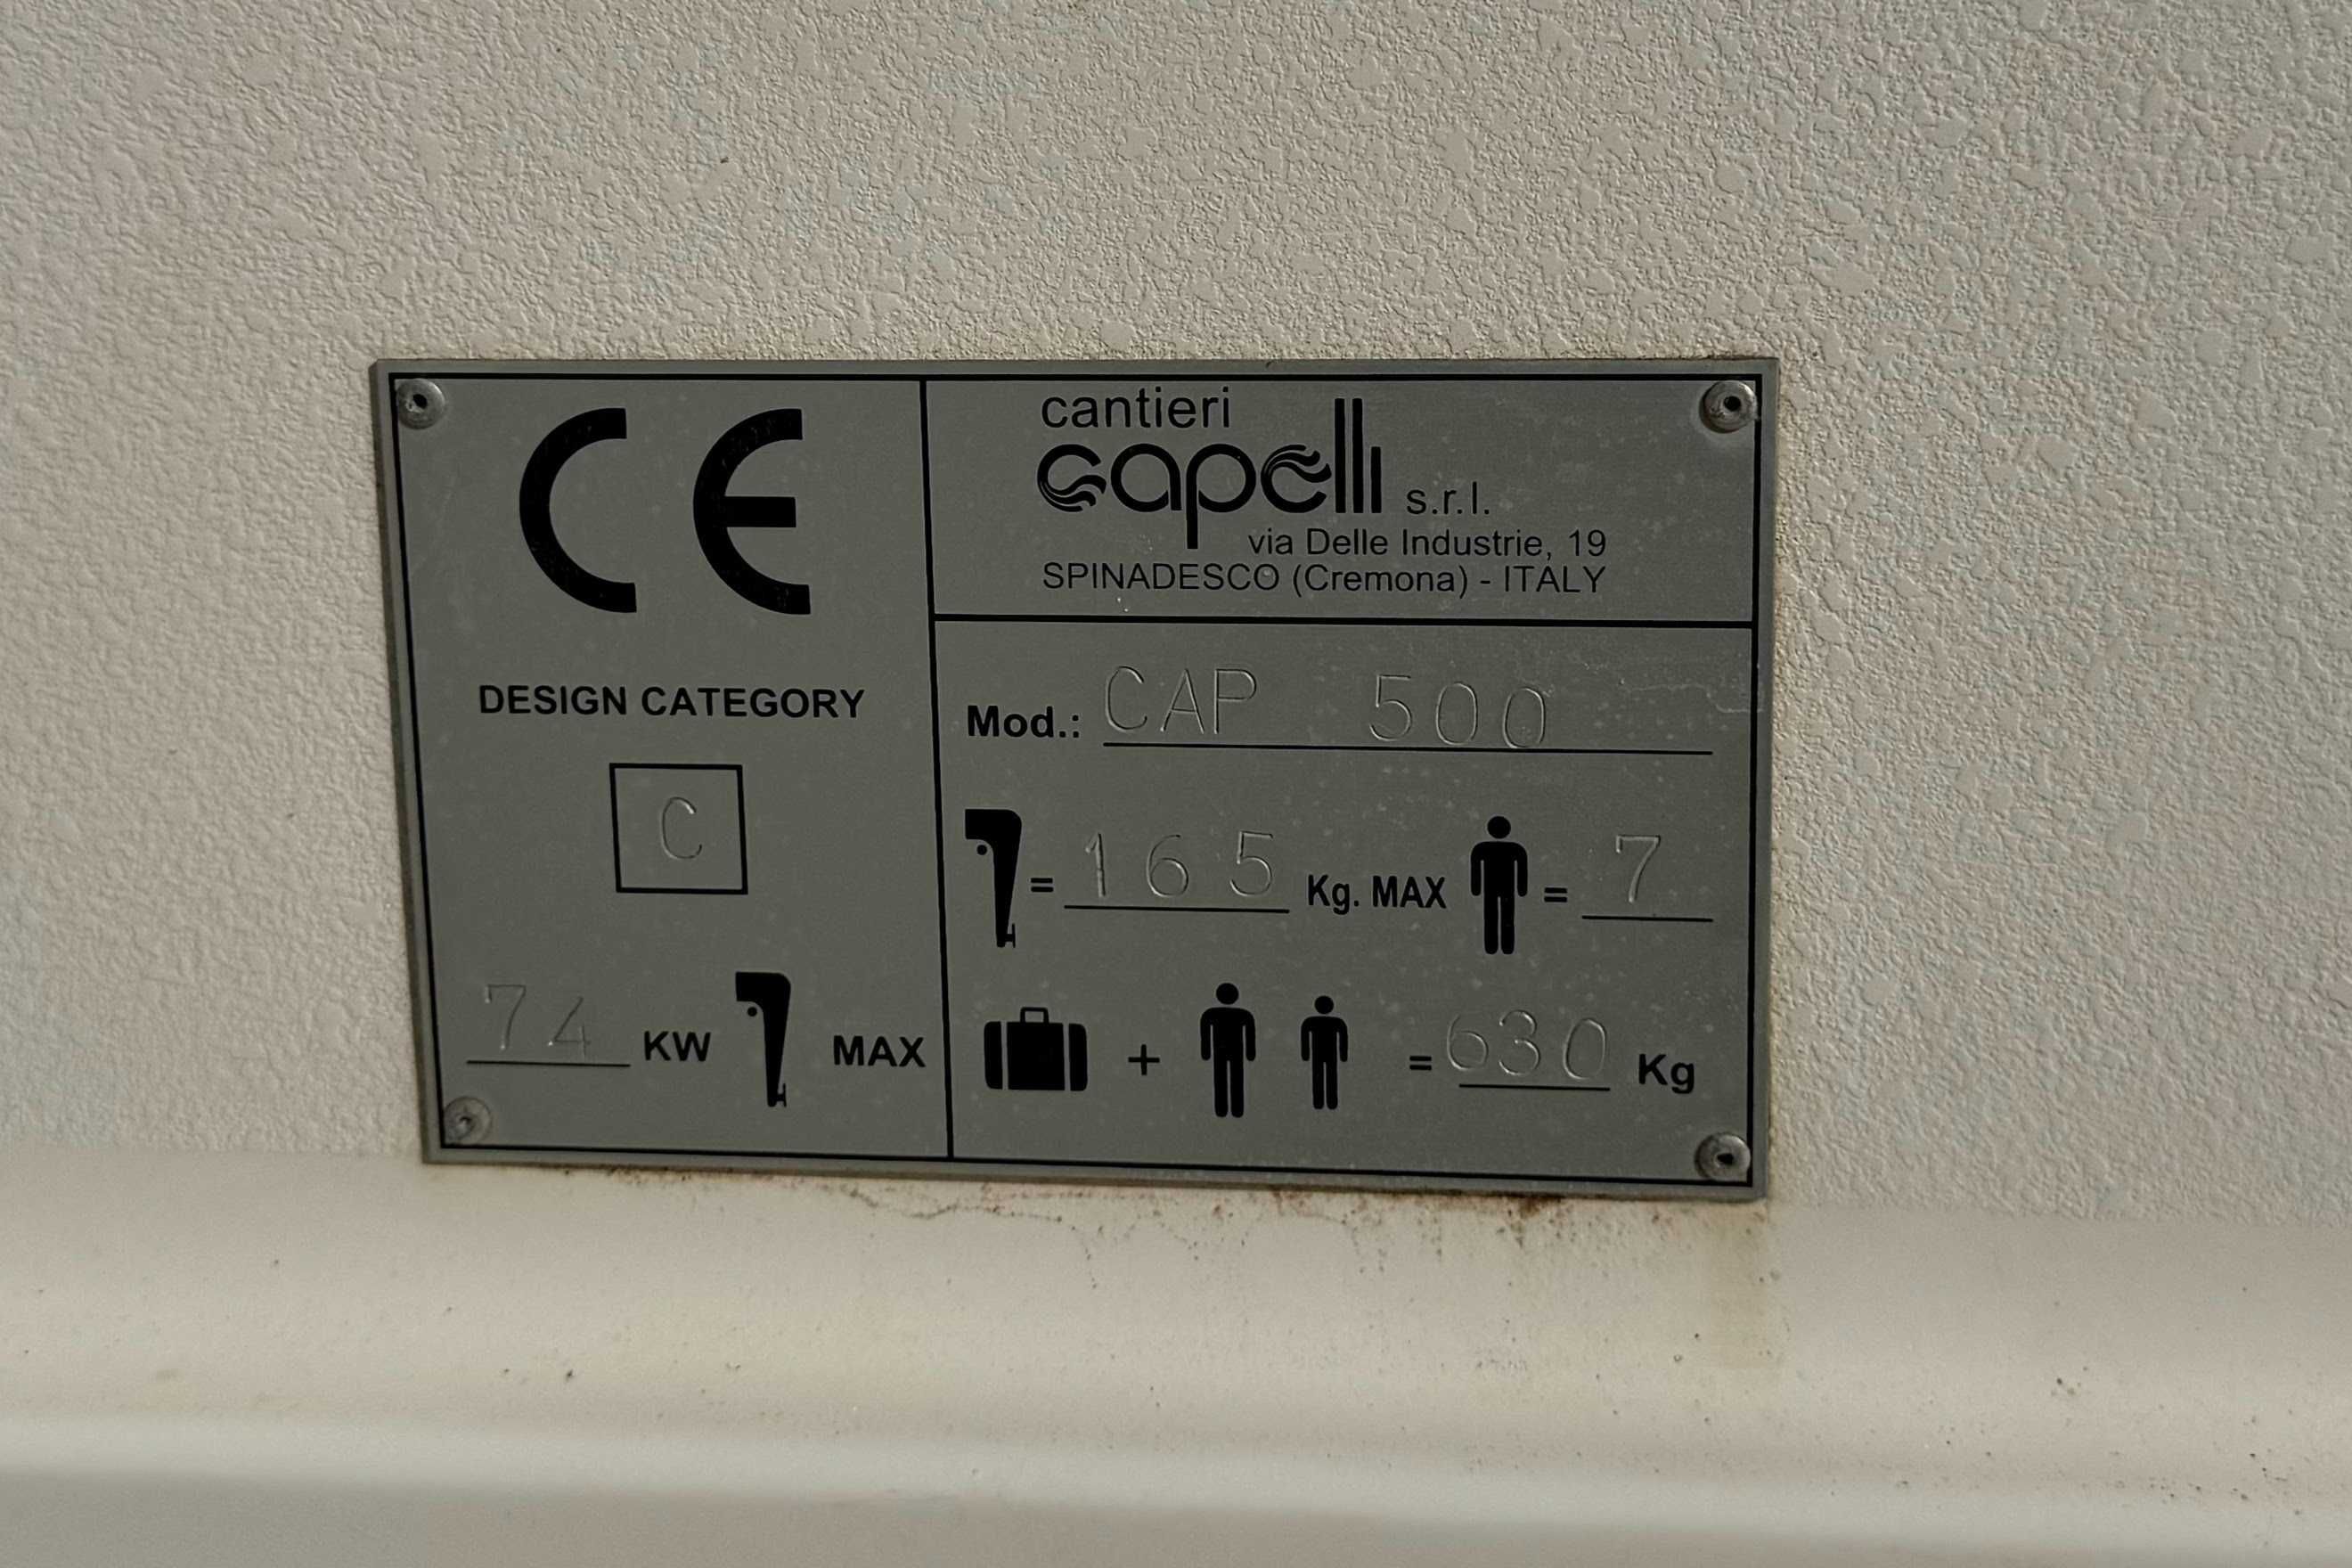 CE
DESIGN CATEGORY
C
74 KW MAX
cantieri
capelli s.r.l.
via Delle Industrie, 19
SPINADESCO (Cremona) - ITALY
Mod.: CAP 500
= 165 Kg. MAX = 7
+ = 630 Kg